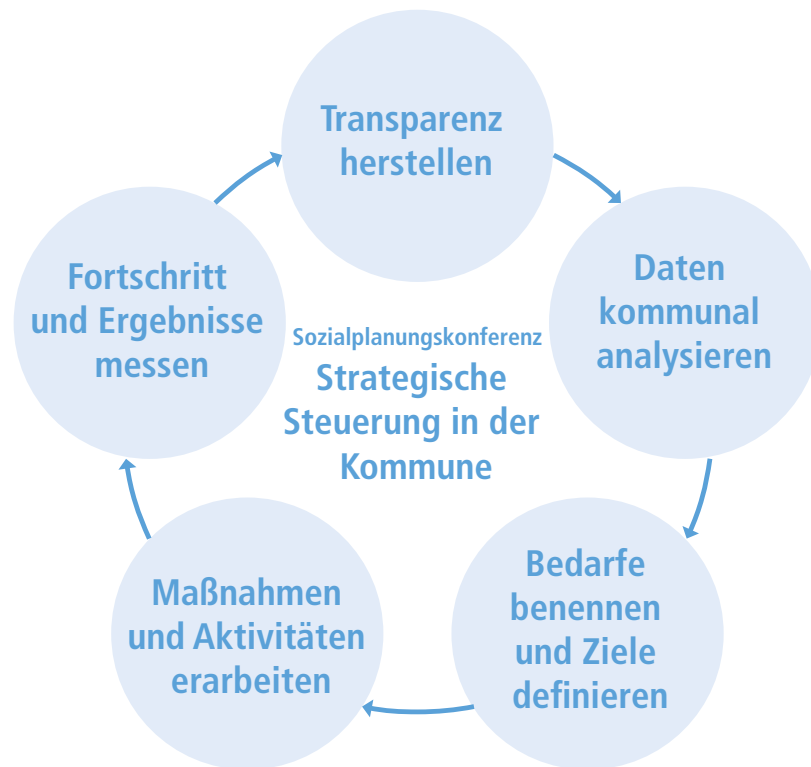 Transparenz
herstellen
Daten
kommunal
analysieren
Bedarfe
benennen
und Ziele
definieren
Maßnahmen
und Aktivitäten
erarbeiten
Fortschritt
und Ergebnisse
messen
Sozialplanungskonferenz
Strategische
Steuerung in der
Kommune